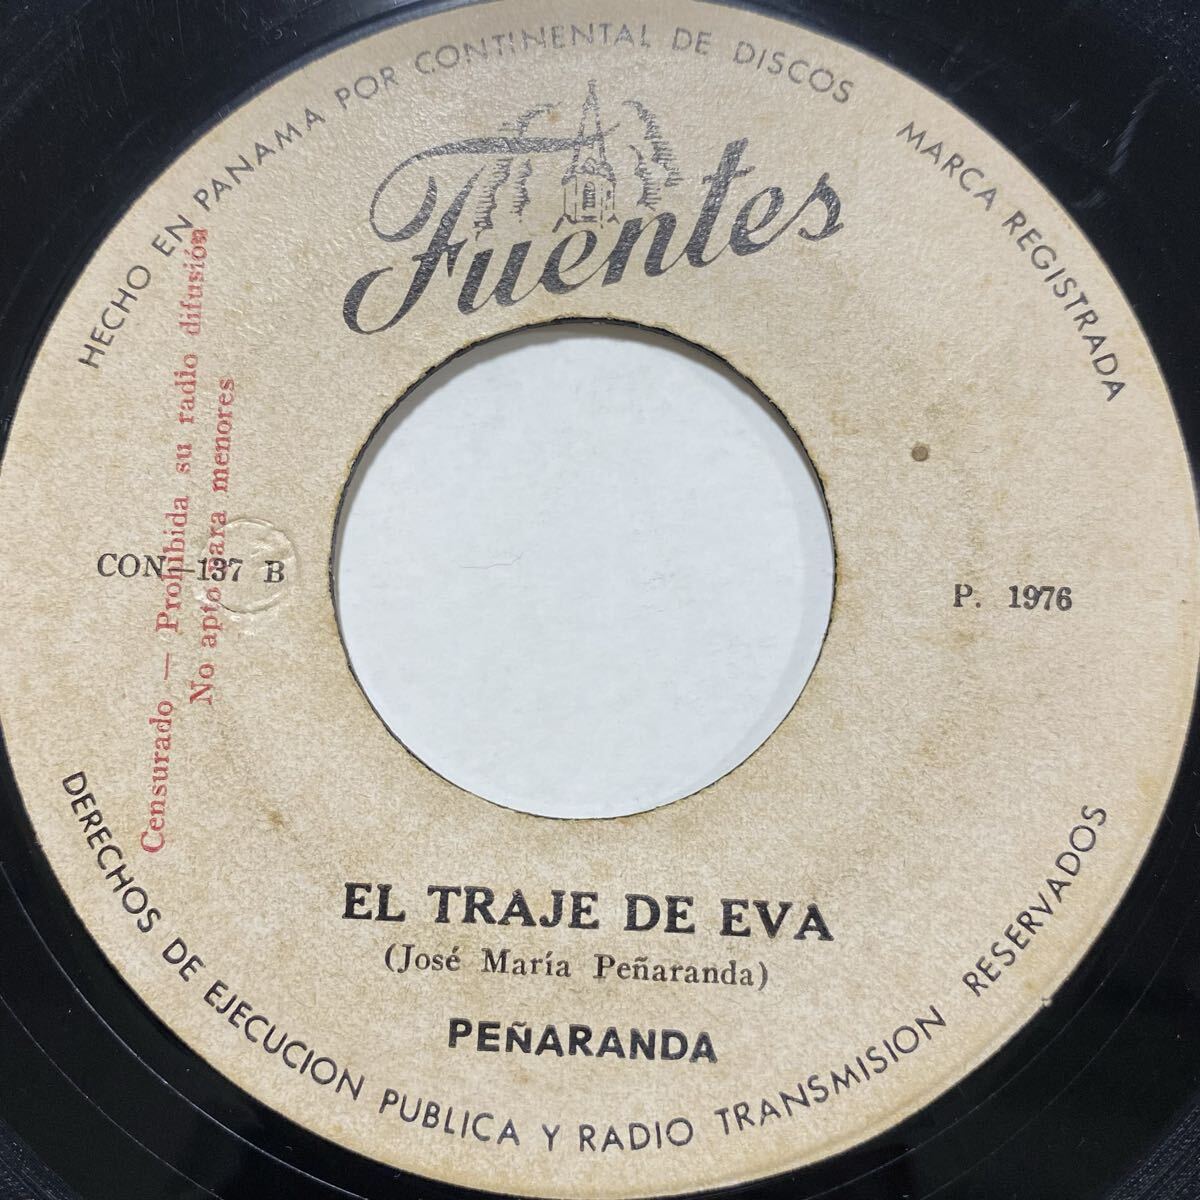 HECHO EN PANAMA POR CONTINENTAL DE DISCOS
MARCA REGISTRADA
Fuentes
Censurado — Prohibida su radio difusión
No apto para menores
CON—137 B
P. 1976
EL TRAJE DE EVA
(José María Peñaranda)
PEÑARANDA
DERECHOS DE EJECUCION PUBLICA Y RADIO TRANSMISION RESERVADOS